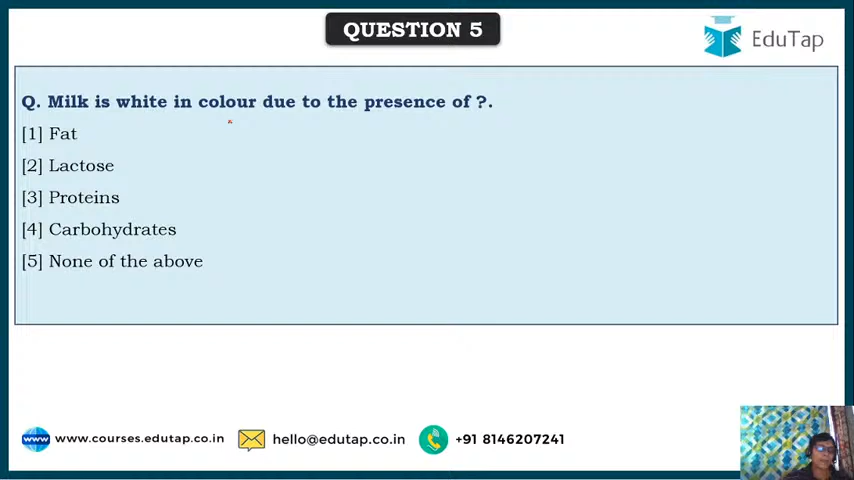 QUESTION 5
EduTap
Q. Milk is white in colour due to the presence of ?.
[1] Fat
[2] Lactose
[3] Proteins
[4] Carbohydrates
[5] None of the above
www www.courses.edutap.co.in hello@edutap.co.in +91 8146207241